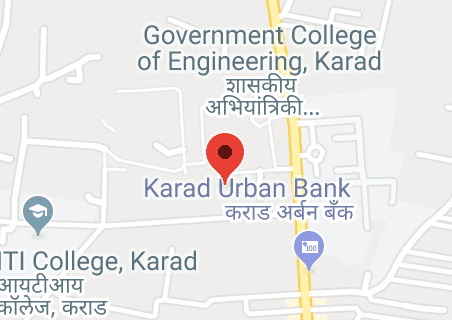 Government College
of Engineering, Karad
शासकीय
अभियांत्रिकी...
Karad Urban Bank
कराड अर्बन बँक
100
ITI College, Karad
आयटीआय
कॉलेज, कराड